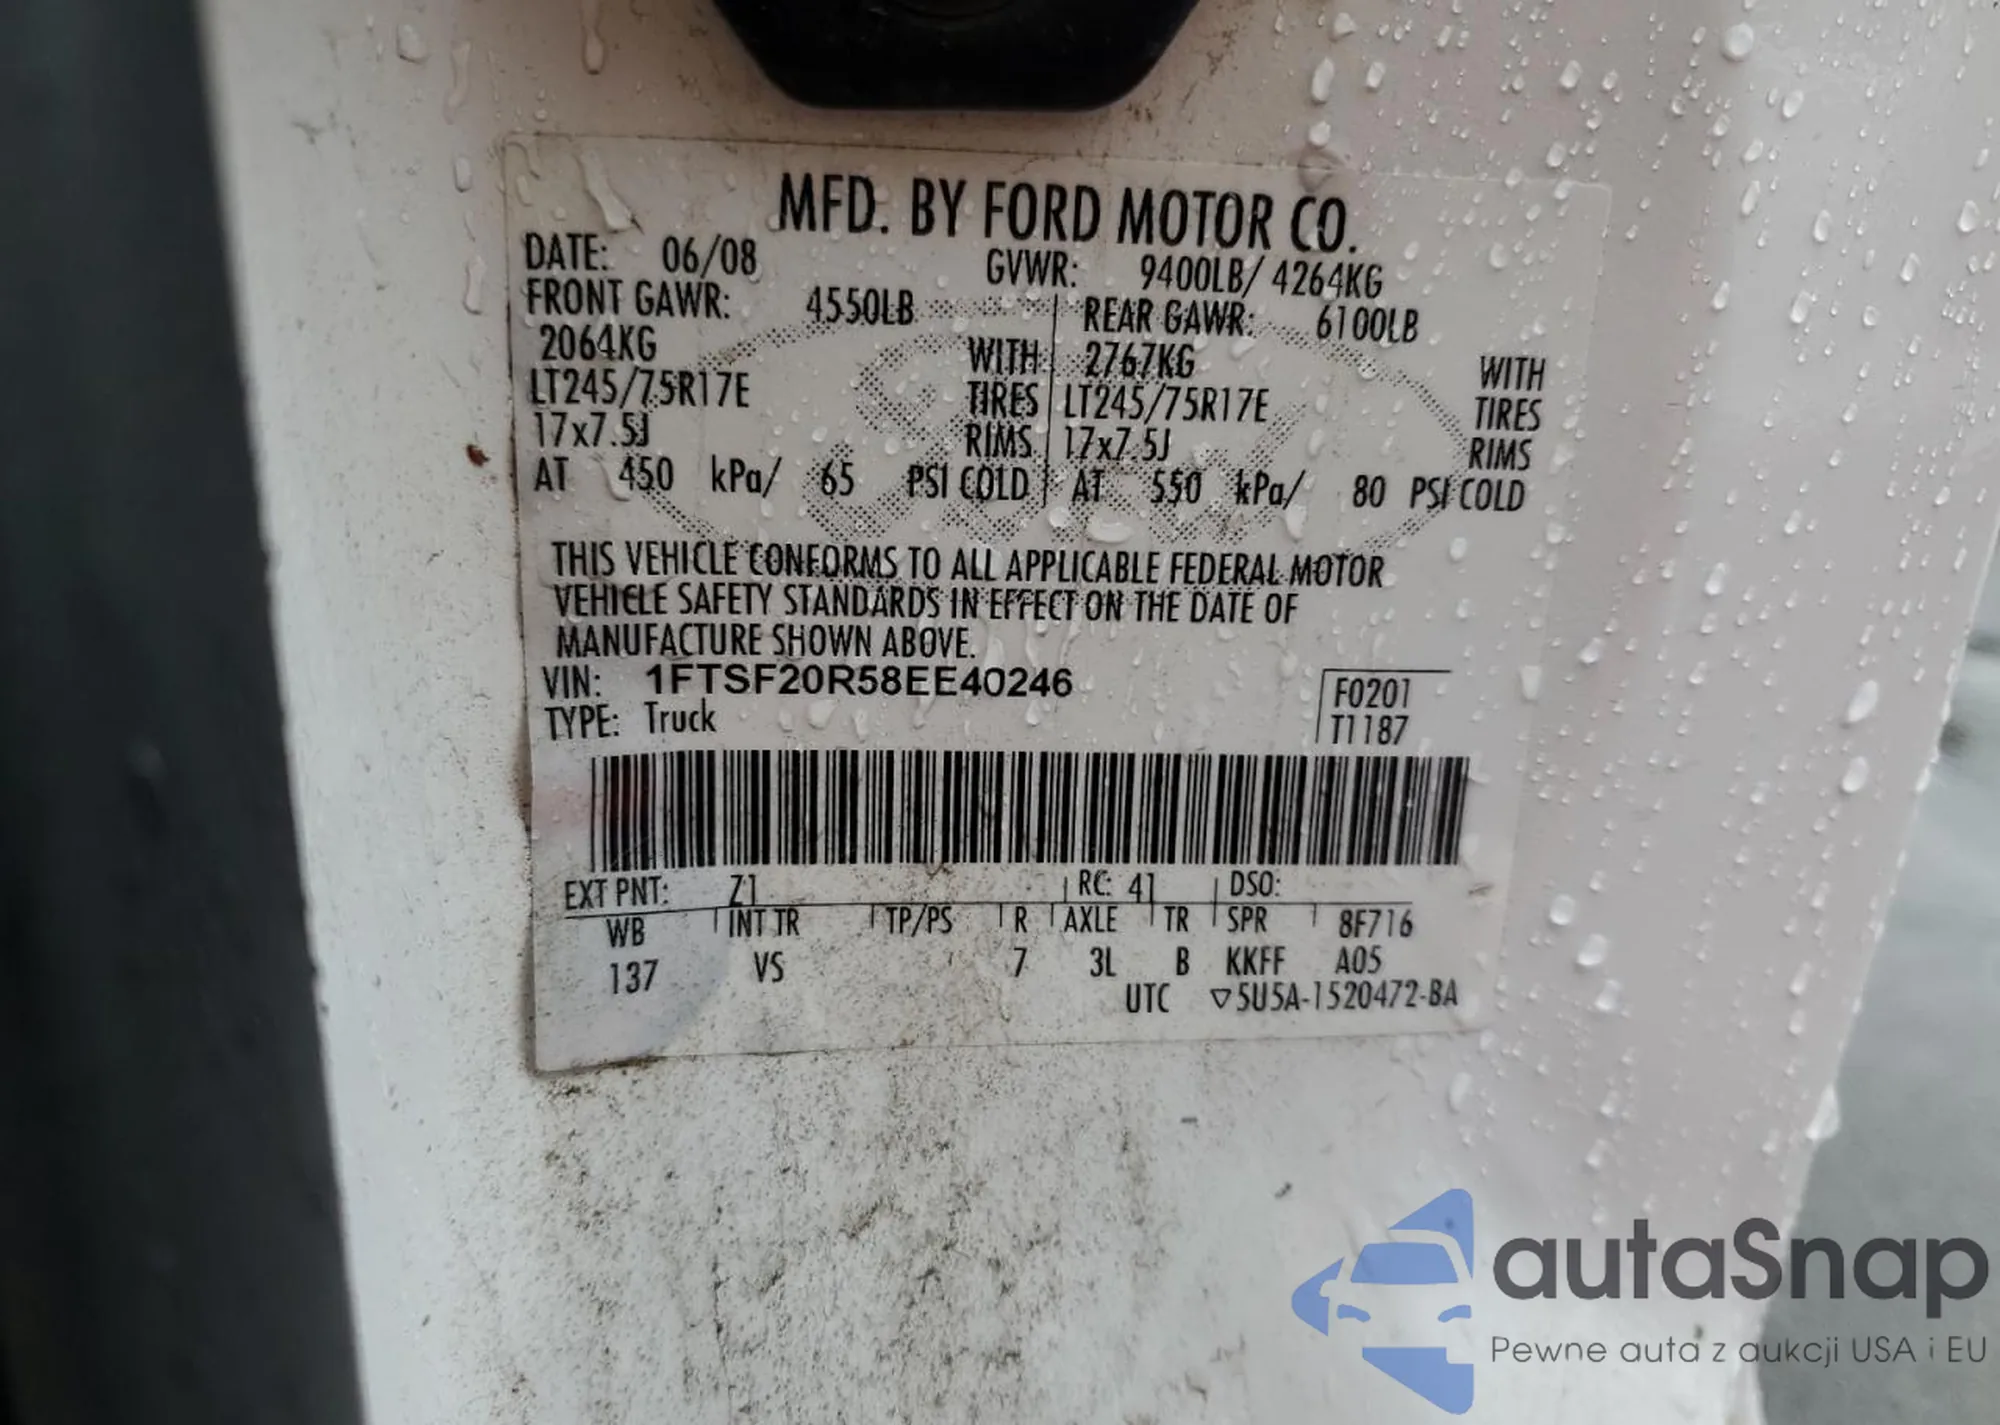 MFD. BY FORD MOTOR CO.
DATE: 06/08 GVWR: 9400LB/ 4264KG
FRONT GAWR: 4550LB REAR GAWR: 6100LB
2064KG WITH 2767KG WITH
LT245/75R17E TIRES LT245/75R17E TIRES
17x7.5J RIMS 17x7.5J RIMS
AT 450 kPa/ 65 PSI COLD AT 550 kPa/ 80 PSI COLD
THIS VEHICLE CONFORMS TO ALL APPLICABLE FEDERAL MOTOR
VEHICLE SAFETY STANDARDS IN EFFECT ON THE DATE OF
MANUFACTURE SHOWN ABOVE.
VIN: 1FTSF20R58EE40246
TYPE: Truck
F0201
T1187
EXT PNT: Z1 RC: 41 DSO:
WB INT TR TP/PS R AXLE TR SPR 8F716
137 VS 7 3L B KKFF A05
UTC ▽5U5A-1520472-BA
autaSnap
Pewne auta z aukcji USA i EU